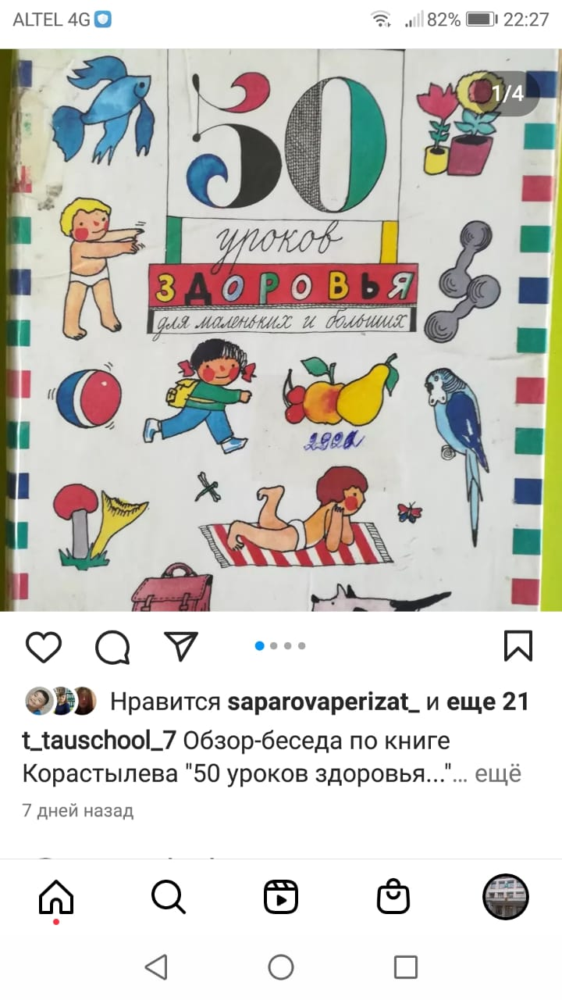 ALTEL 4G 82% 22:27
1/4
50
уроков
ЗДОРОВЬЯ
для маленьких и больших
Нравится saparovaperizat_ и еще 21
t_tauschool_7 Обзор-беседа по книге
Корастылева "50 уроков здоровья..."... ещё
7 дней назад